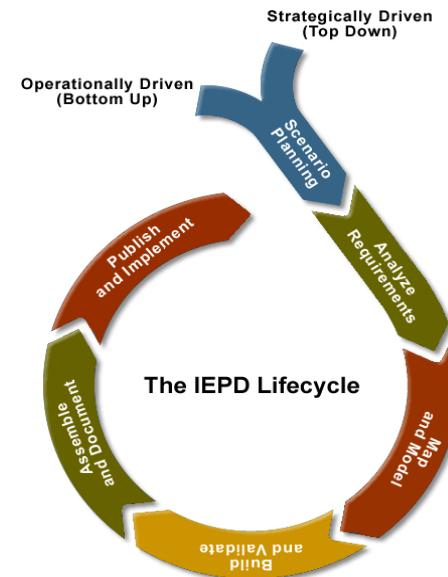 Strategically Driven
(Top Down)
Operationally Driven
(Bottom Up)
Scenario
Planning
Analyze
Requirements
Map
and Model
Build
and Validate
Assemble
and Document
Publish
and Implement
The IEPD Lifecycle